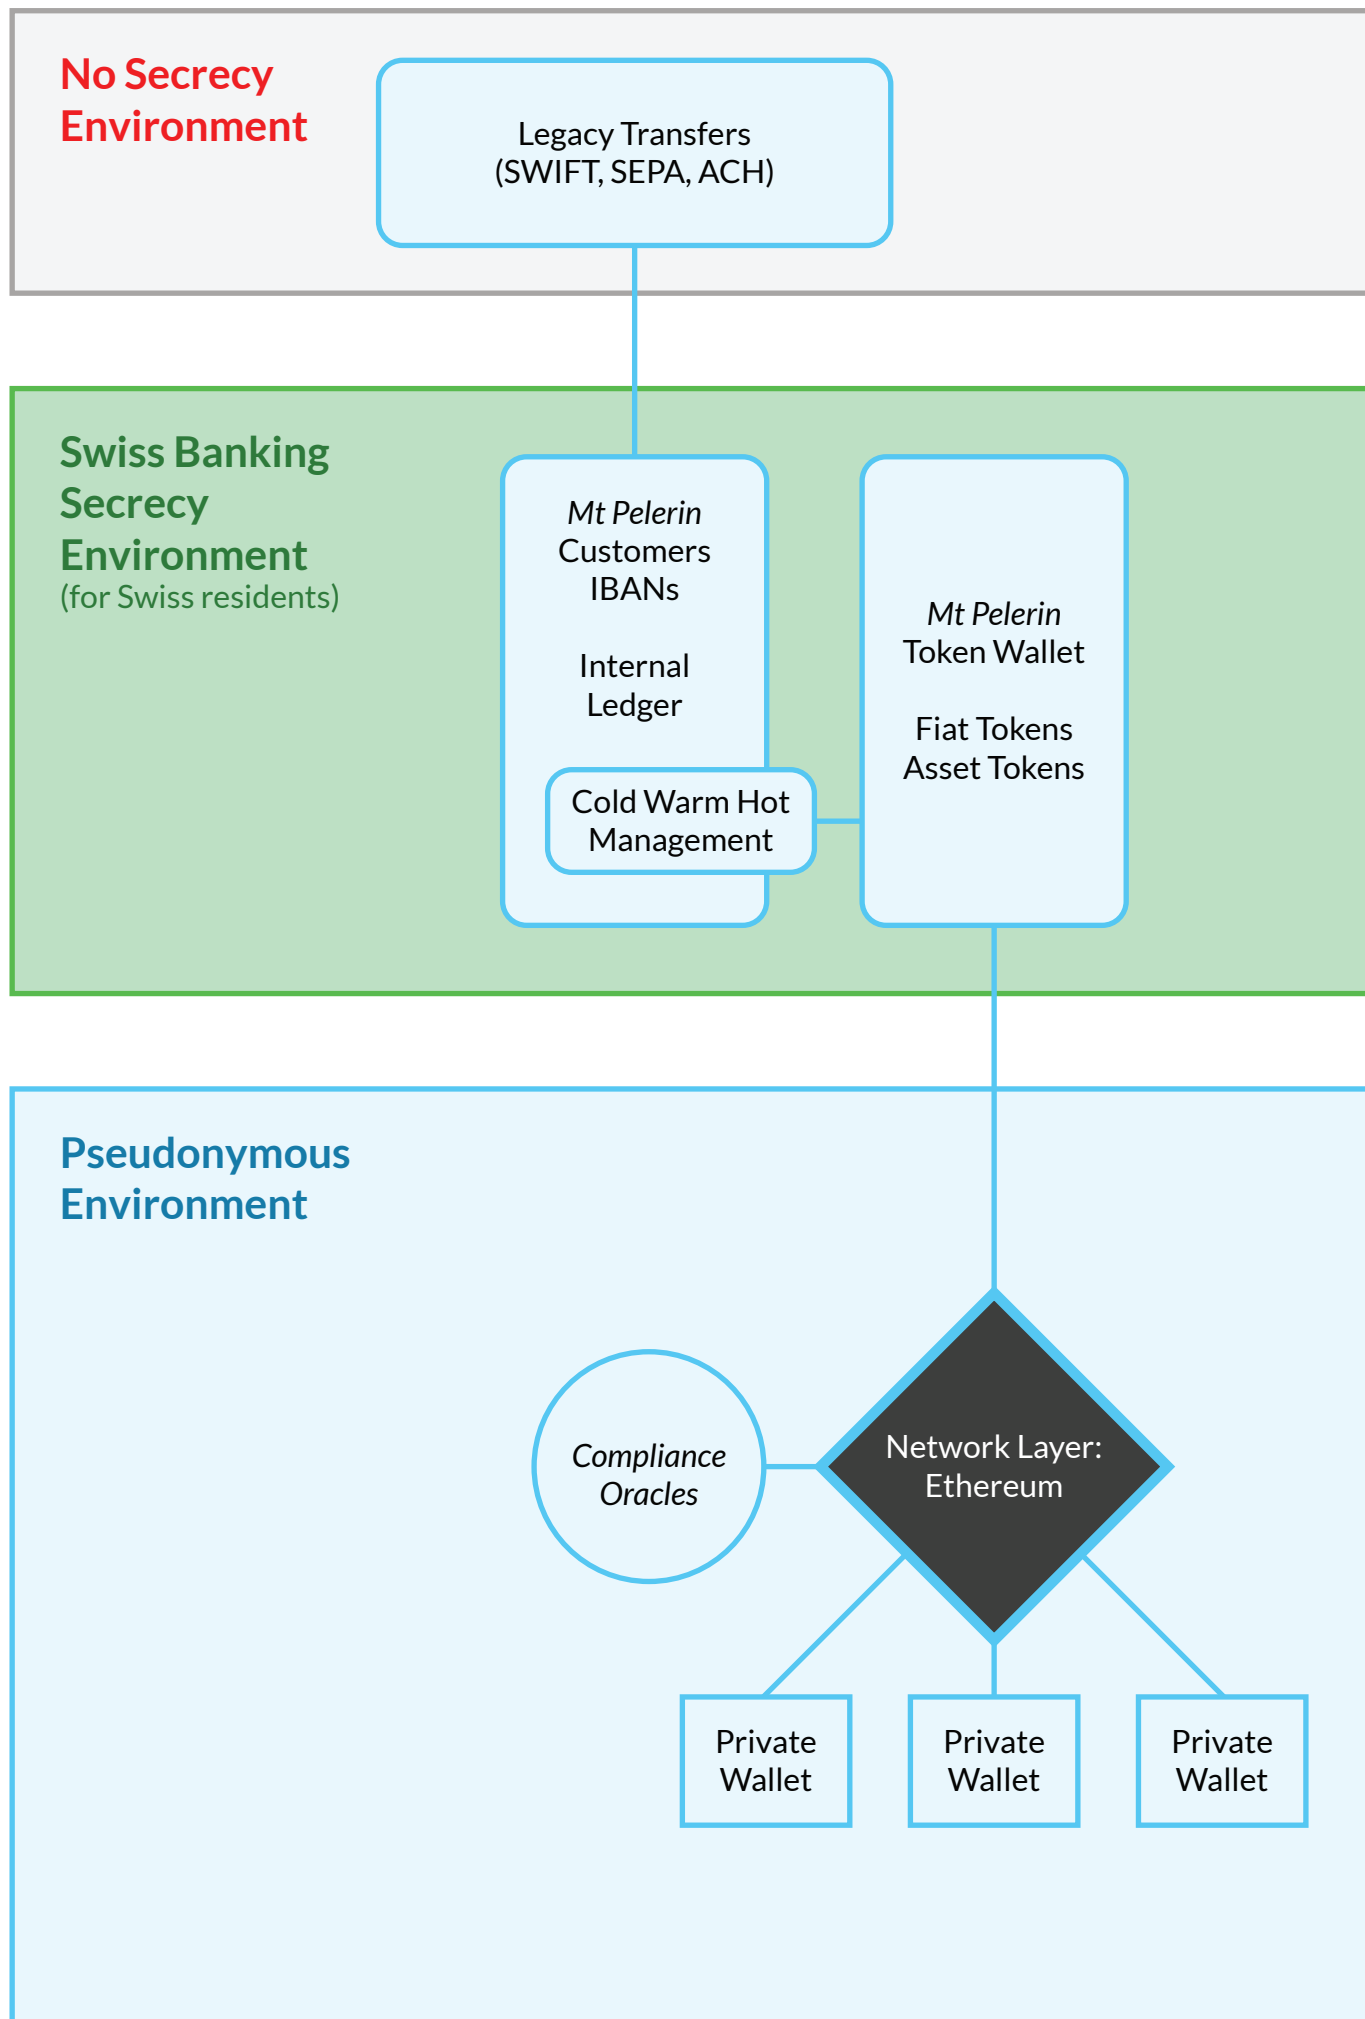 No Secrecy
Environment
Legacy Transfers
(SWIFT, SEPA, ACH)
Swiss Banking
Secrecy
Environment
(for Swiss residents)
Mt Pelerin
Customers
IBANs
Internal
Ledger
Cold Warm Hot
Management
Mt Pelerin
Token Wallet
Fiat Tokens
Asset Tokens
Pseudonymous
Environment
Compliance
Oracles
Network Layer:
Ethereum
Private
Wallet
Private
Wallet
Private
Wallet